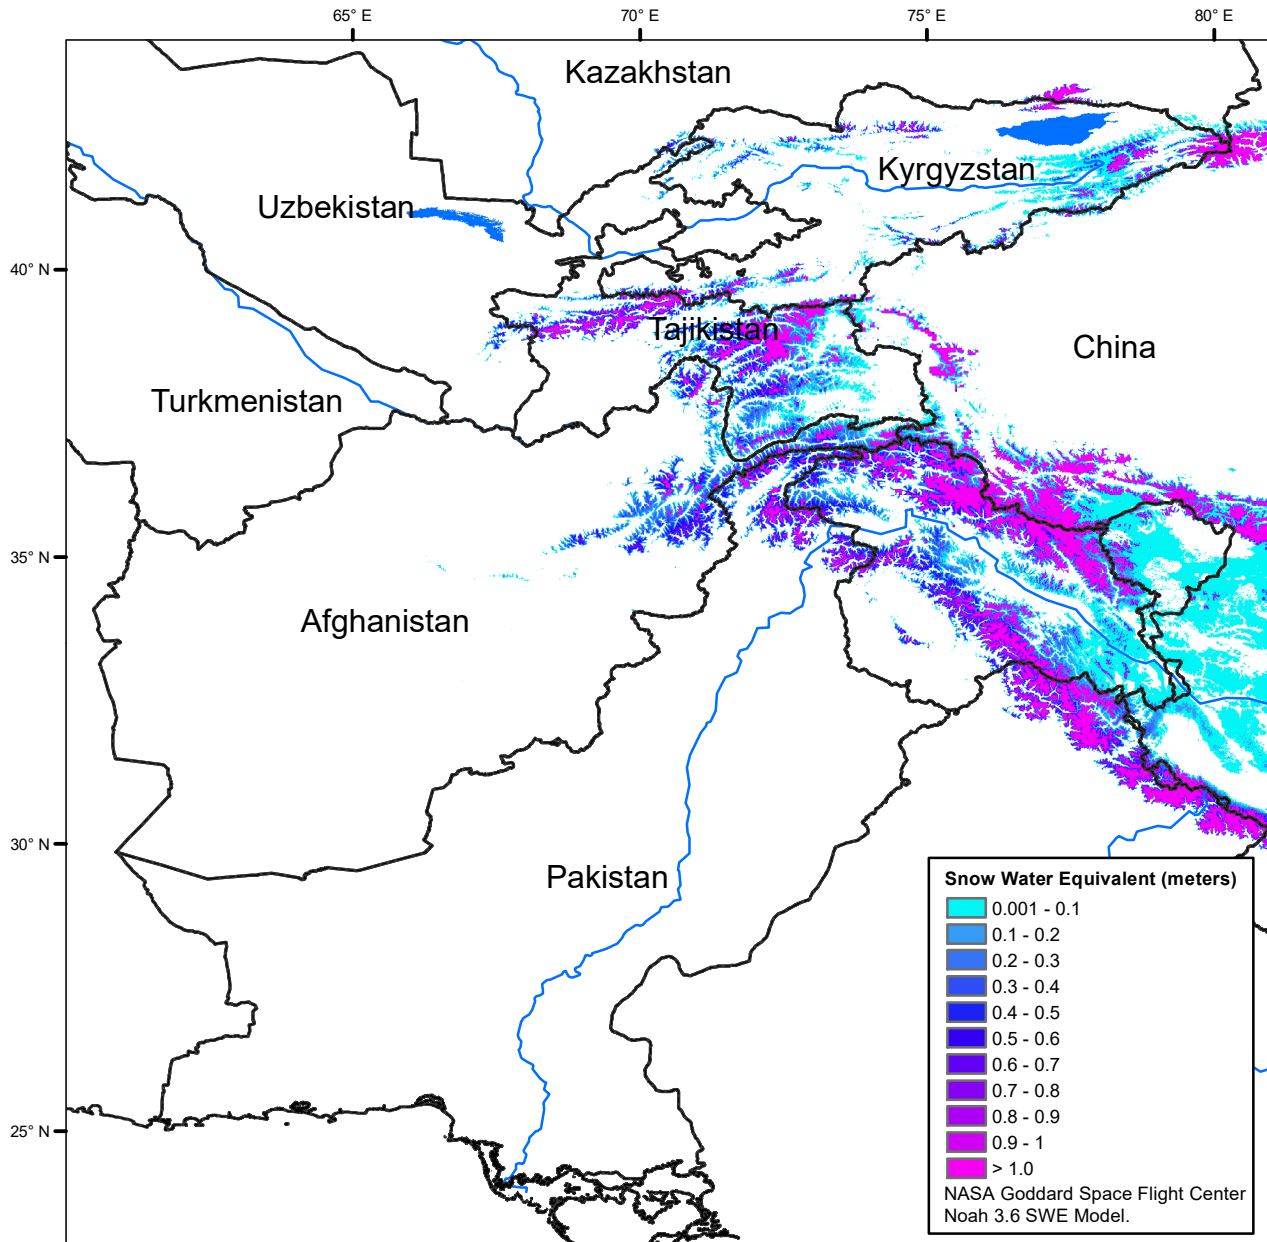 65° E
70° E
75° E
80° E
Kazakhstan
Kyrgyzstan
Uzbekistan
40° N
Tajikistan
China
Turkmenistan
35° N
Afghanistan
30° N
Pakistan
25° N
Snow Water Equivalent (meters)
0.001 - 0.1
0.1 - 0.2
0.2 - 0.3
0.3 - 0.4
0.4 - 0.5
0.5 - 0.6
0.6 - 0.7
0.7 - 0.8
0.8 - 0.9
0.9 - 1
> 1.0
NASA Goddard Space Flight Center
Noah 3.6 SWE Model.